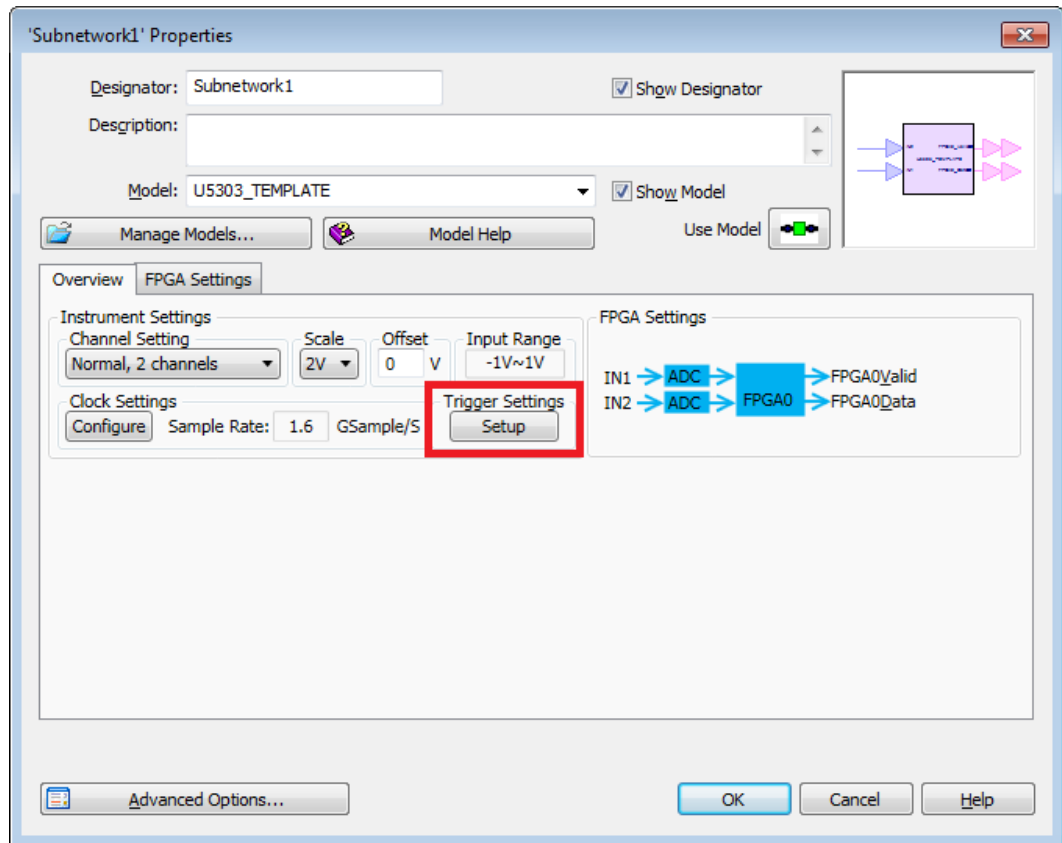 'Subnetwork1' Properties
Designator: Subnetwork1
Show Designator
Description:
Model: U5303_TEMPLATE
Show Model
Manage Models...
Model Help
Use Model
Overview
FPGA Settings
Instrument Settings
Channel Setting
Scale
Offset
Input Range
Normal, 2 channels
2V
0 V
-1V~1V
Clock Settings
Trigger Settings
Configure
Sample Rate: 1.6 GSample/S
Setup
FPGA Settings
IN1
ADC
FPGA0Valid
IN2
ADC
FPGA0
FPGA0Data
Advanced Options...
OK
Cancel
Help